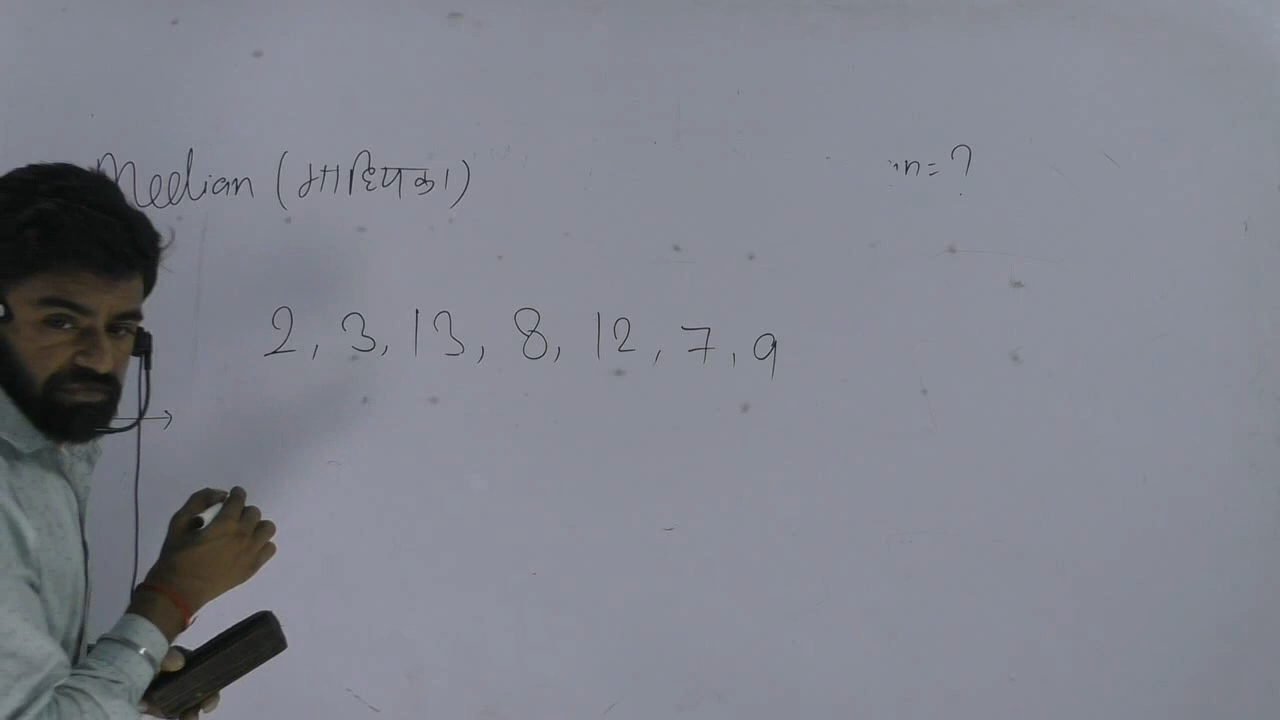 Median (माध्यिका)
n = ?
2, 3, 13, 8, 12, 7, 9